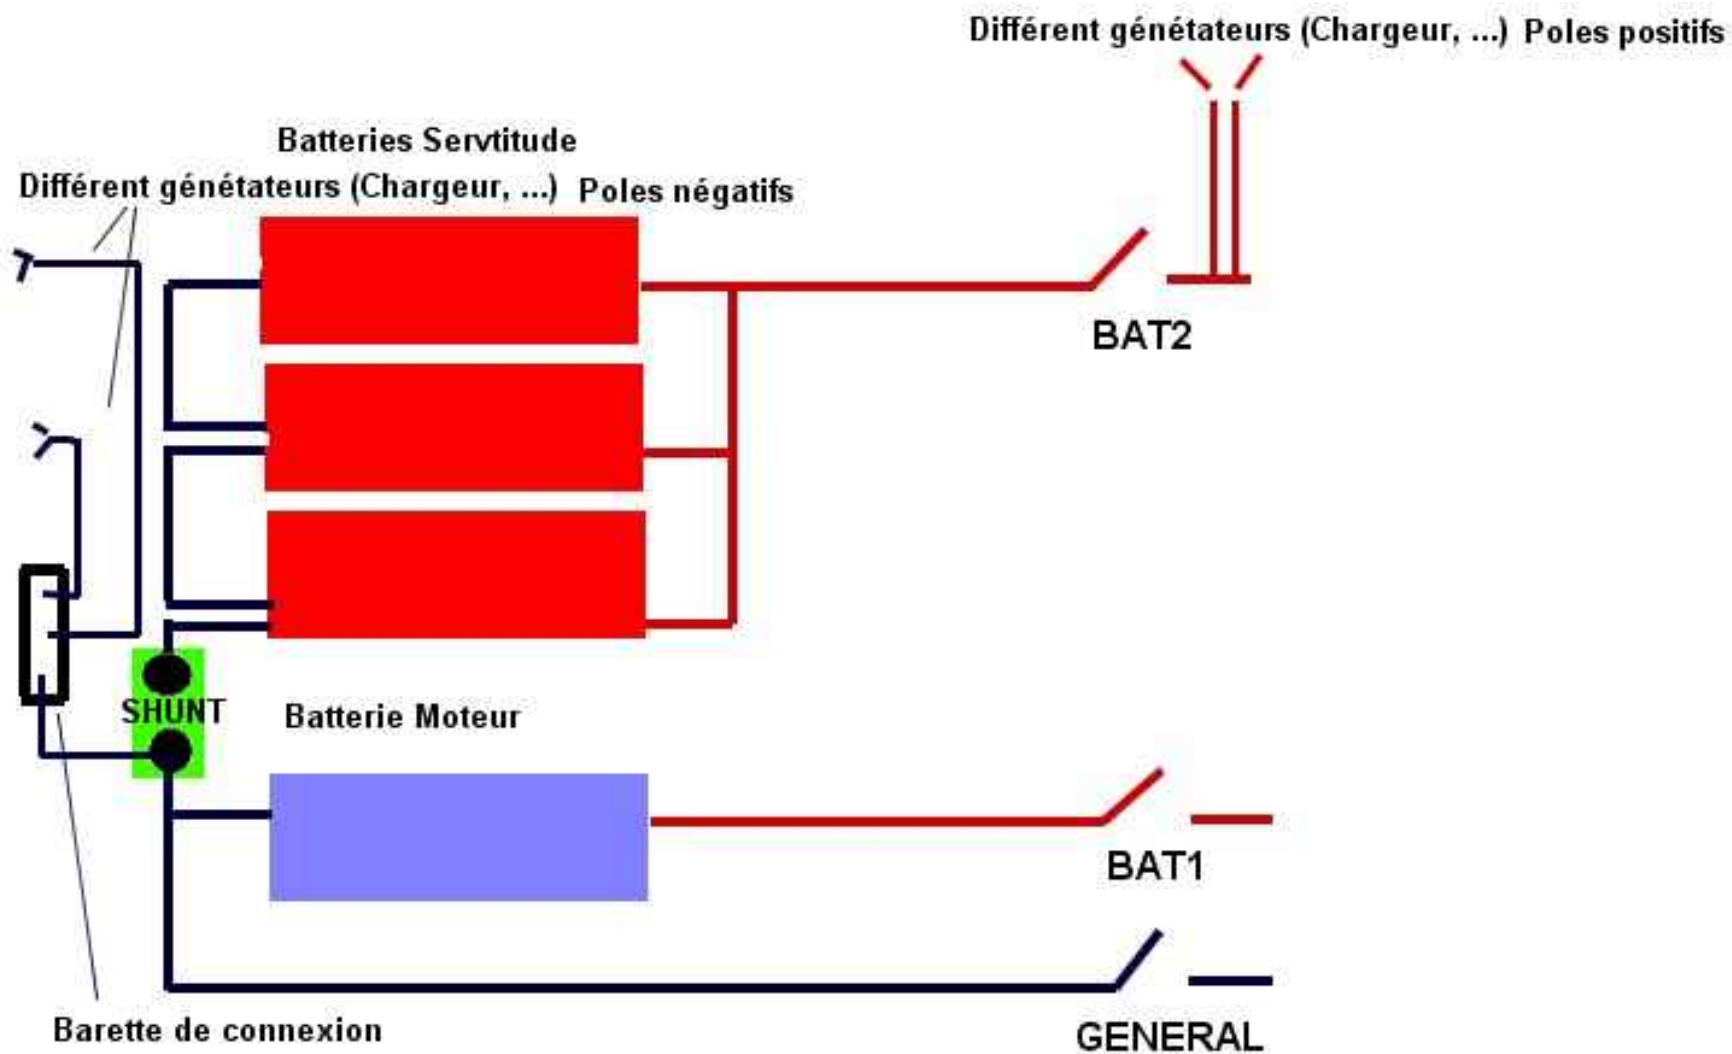 Différent génétateurs (Chargeur, ...) Poles positifs
Batteries Servtitude
Différent génétateurs (Chargeur, ...) Poles négatifs
BAT2
SHUNT
Batterie Moteur
BAT1
Barette de connexion
GENERAL